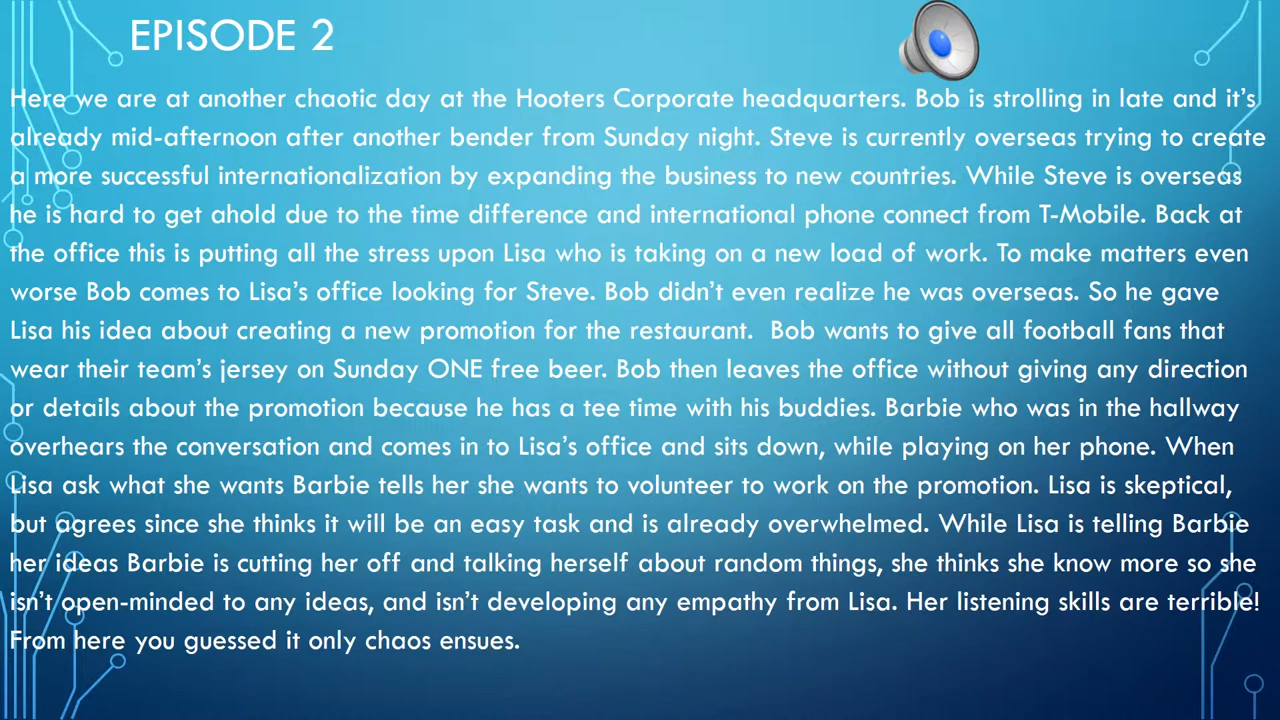 EPISODE 2
Here we are at another chaotic day at the Hooters Corporate headquarters. Bob is strolling in late and it's
already mid-afternoon after another bender from Sunday night. Steve is currently overseas trying to create
a more successful internationalization by expanding the business to new countries. While Steve is overseas
he is hard to get ahold due to the time difference and international phone connect from T-Mobile. Back at
the office this is putting all the stress upon Lisa who is taking on a new load of work. To make matters even
worse Bob comes to Lisa's office looking for Steve. Bob didn't even realize he was overseas. So he gave
Lisa his idea about creating a new promotion for the restaurant.  Bob wants to give all football fans that
wear their team's jersey on Sunday ONE free beer. Bob then leaves the office without giving any direction
or details about the promotion because he has a tee time with his buddies. Barbie who was in the hallway
overhears the conversation and comes in to Lisa's office and sits down, while playing on her phone. When
Lisa ask what she wants Barbie tells her she wants to volunteer to work on the promotion. Lisa is skeptical,
but agrees since she thinks it will be an easy task and is already overwhelmed. While Lisa is telling Barbie
her ideas Barbie is cutting her off and talking herself about random things, she thinks she know more so she
isn't open-minded to any ideas, and isn't developing any empathy from Lisa. Her listening skills are terrible!
From here you guessed it only chaos ensues.